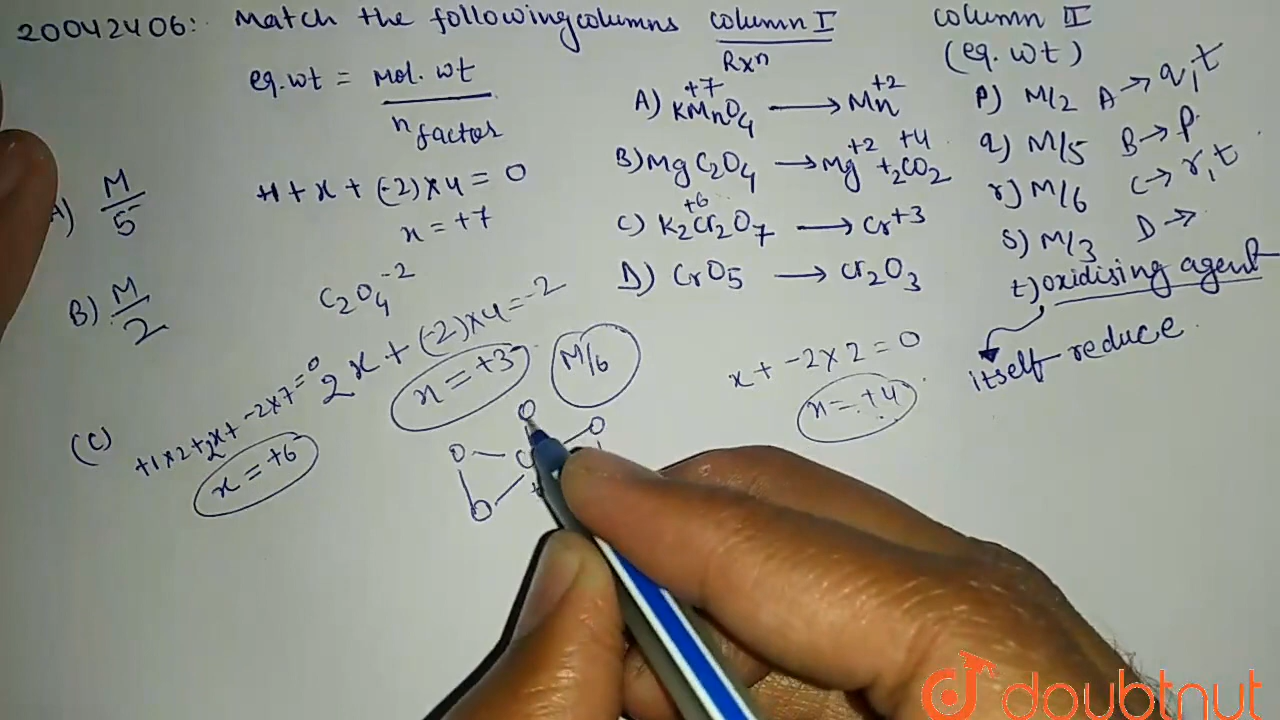 20042406: Match the following columns column I column II
Rxn (eq.wt)
eq.wt = Mol. wt / n factor
A) KMnO4 → Mn+2
+7
B) MgC2O4 → Mg+2 + 2CO2
+4
C) K2Cr2O7 → Cr+3
+6
D) CrO5 → Cr2O3
P) M/2
q) M/5
r) M/6
s) M/3
t) oxidising agent
itself reduce
A → q, t
B → P
C → r, t
D →
+1 + x + (-2) × 4 = 0
x = +7
A) M/5
B) M/2
C2O4 -2
2x + (-2) × 4 = -2
x = +3
M/6
x + -2 × 2 = 0
x = +4
(C) +1×2 + 2x + -2×7 = 0
x = +6
O
O
O
O
doubtnut